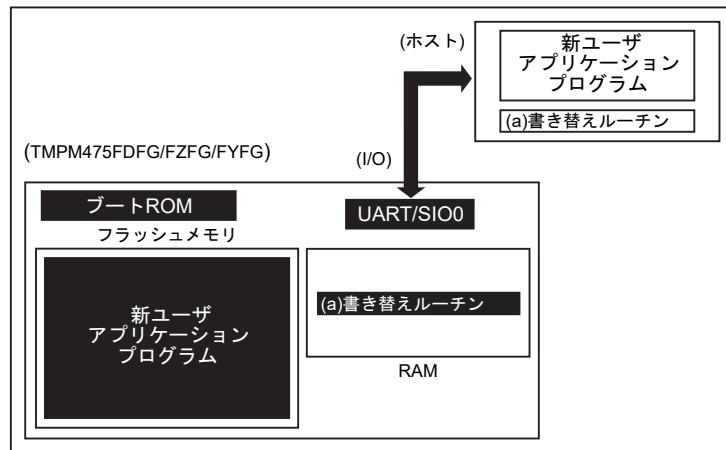 (ホスト)
新ユーザ
アプリケーション
プログラム
(a)書き替えルーチン
(I/O)
(TMPM475FDFG/FZFG/FYFG)
ブートROM
UART/SIO0
フラッシュメモリ
新ユーザ
アプリケーション
プログラム
(a)書き替えルーチン
RAM